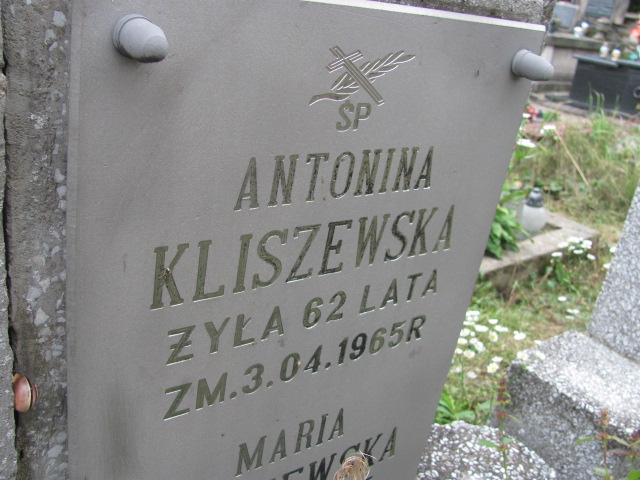 ŚP
ANTONINA
KLISZEWSKA
ŻYŁA 62 LATA
ZM. 3.04.1965R
MARIA